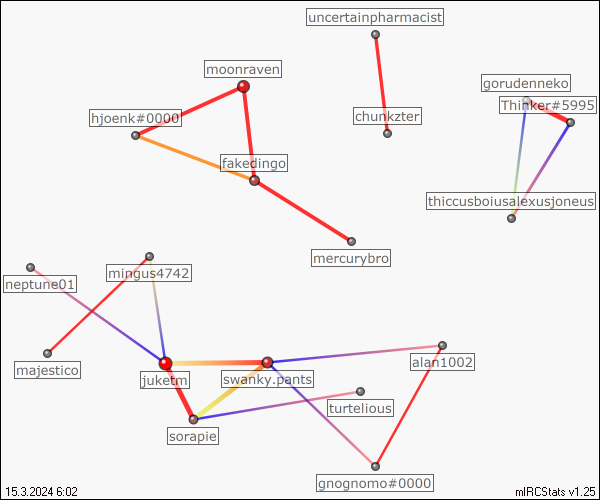 uncertainpharmacist
moonraven
gorudenneko
Thinker#5995
hjoenk#0000
chunkzter
fakedingo
thiccusboiusalexusjoneus
mercurybro
mingus4742
neptune01
alan1002
majestico
juketm
swanky.pants
turtelious
sorapie
gnognomo#0000
15.3.2024 6:02
mIRCStats v1.25